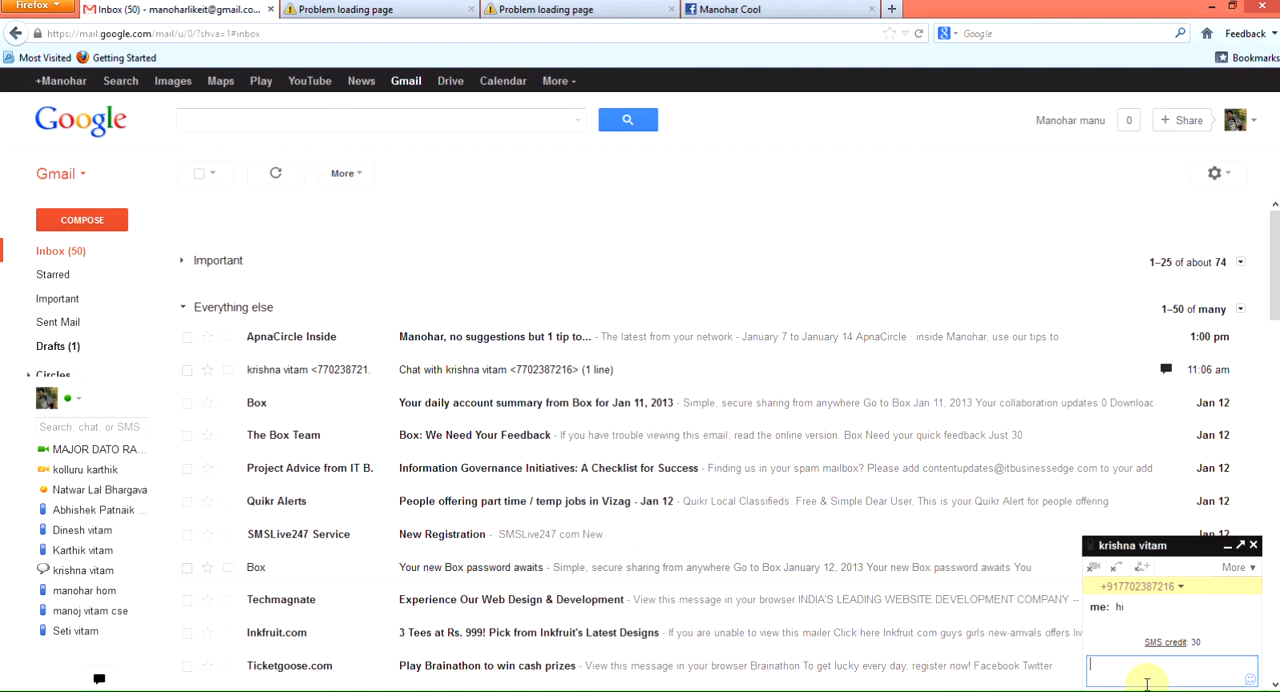 Firefox
Inbox (50) - manoharlikeit@gmail.co...
Problem loading page
Problem loading page
Manohar Cool
https://mail.google.com/mail/u/0/?shva=1#inbox
Google
Feedback
Most Visited
Getting Started
Bookmarks
+Manohar Search Images Maps Play YouTube News Gmail Drive Calendar More
Google
Manohar manu
0
+ Share
Gmail
More
COMPOSE
Inbox (50)
Starred
Important
Sent Mail
Drafts (1)
Circles
Search, chat, or SMS
MAJOR DATO RA...
kolluru karthik
Natwar Lal Bhargava
Abhishek Patnaik ...
Dinesh vitam
Karthik vitam
krishna vitam
manohar hom
manoj vitam cse
Seti vitam
Important
1–25 of about 74
Everything else
1–50 of many
ApnaCircle Inside Manohar, no suggestions but 1 tip to... - The latest from your network - January 7 to January 14 ApnaCircle · inside Manohar, use our tips to 1:00 pm
krishna vitam <770238721. Chat with krishna vitam <7702387216> (1 line) 11:06 am
Box Your daily account summary from Box for Jan 11, 2013 - Simple, secure sharing from anywhere Go to Box Jan 11, 2013 Your collaboration updates 0 Downloac Jan 12
The Box Team Box: We Need Your Feedback - If you have trouble viewing this email, read the online version. Box Need your quick feedback Just 30 Jan 12
Project Advice from IT B. Information Governance Initiatives: A Checklist for Success - Finding us in your spam mailbox? Please add contentupdates@itbusinessedge.com to your add Jan 12
Quikr Alerts People offering part time / temp jobs in Vizag - Jan 12 - Quikr Local Classifieds. Free & Simple Dear User, This is your Quikr Alert for people offering Jan 12
SMSLive247 Service New Registration - SMSLive247 com New Jan 12
Box Your new Box password awaits - Simple, secure sharing from anywhere Go to Box January 12, 2013 Your new Box password awaits You
Techmagnate Experience Our Web Design & Development - View this message in your browser INDIA'S LEADING WEBSITE DEVELOPMENT COMPANY --
Inkfruit.com 3 Tees at Rs. 999! Pick from Inkfruit's Latest Designs - If you are unable to view this mailer Click here Inkfruit com guys girls new-arrivals offers liv
Ticketgoose.com Play Brainathon to win cash prizes - View this message in your browser Brainathon To get lucky every day, register now! Facebook Twitter
krishna vitam
More
+917702387216
me: hi
SMS credit: 30